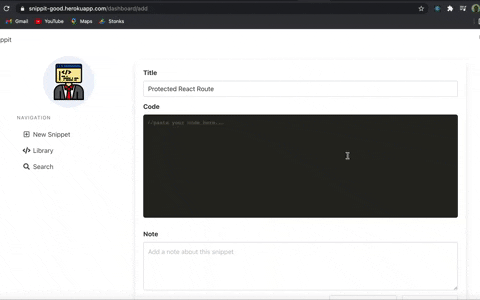 snippit-good.herokuapp.com/dashboard/add
Gmail
YouTube
Maps
Stonks
ppit
Title
Protected React Route
Code
//paste your code here...
NAVIGATION
New Snippet
Library
Search
Note
Add a note about this snippit